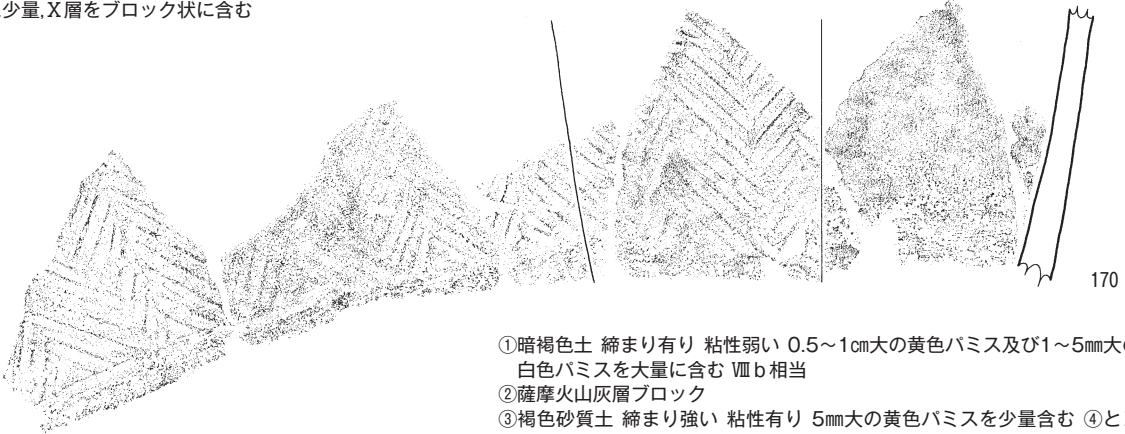 少量,Ⅹ層をブロック状に含む
170
①暗褐色土 締まり有り 粘性弱い 0.5～1㎝大の黄色パミス及び1～5㎜大の
白色パミスを大量に含む Ⅷｂ相当
②薩摩火山灰層ブロック
③褐色砂質土 締まり強い 粘性有り 5㎜大の黄色パミスを少量含む ④と